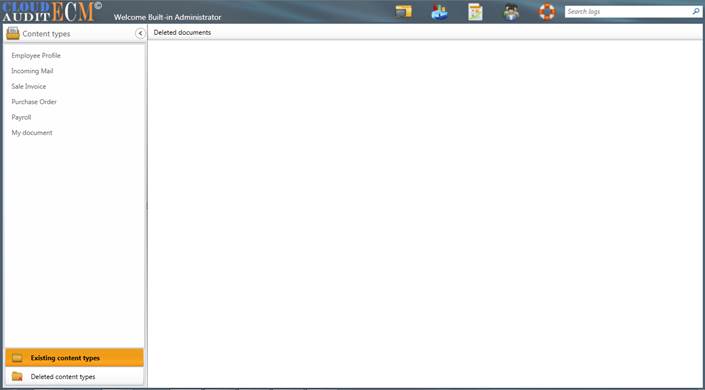 CLOUD
AUDIT ECM©
Welcome Built-in Administrator
Search logs
Content types
Deleted documents
Employee Profile
Incoming Mail
Sale Invoice
Purchase Order
Payroll
My document
Existing content types
Deleted content types